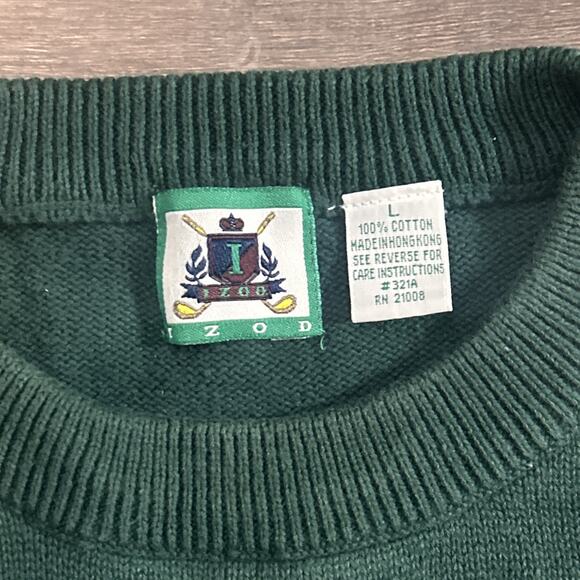 I
IZOD
IZOD
L
100% COTTON
MADEINHONGKONG
SEE REVERSE FOR
CARE INSTRUCTIONS
#321A
RN 21008